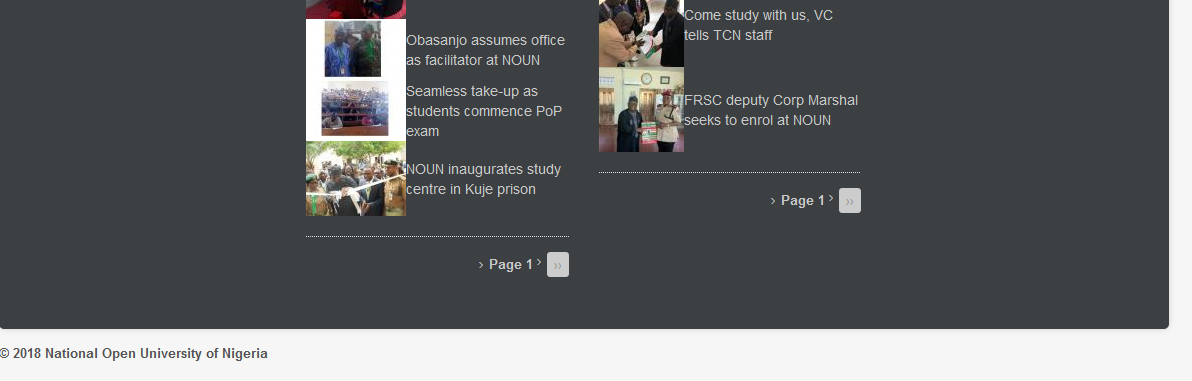 Obasanjo assumes office
as facilitator at NOUN
Seamless take-up as
students commence PoP
exam
NOUN inaugurates study
centre in Kuje prison
› Page 1 › ››
Come study with us, VC
tells TCN staff
FRSC deputy Corp Marshal
seeks to enrol at NOUN
› Page 1 › ››
© 2018 National Open University of Nigeria